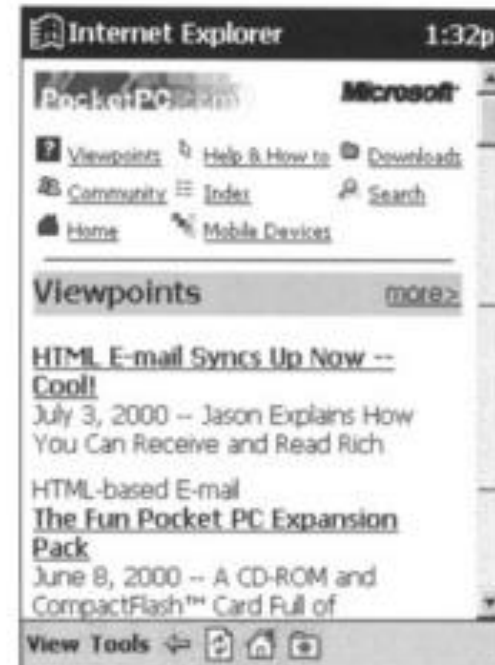 Internet Explorer 1:32p
PocketPC.com Microsoft
Viewpoints Help & How to Downloads
Community Index Search
Home Mobile Devices
Viewpoints more>
HTML E-mail Syncs Up Now --
Cool!
July 3, 2000 -- Jason Explains How
You Can Receive and Read Rich
HTML-based E-mail
The Fun Pocket PC Expansion
Pack
June 8, 2000 -- A CD-ROM and
CompactFlash™ Card Full of
View Tools